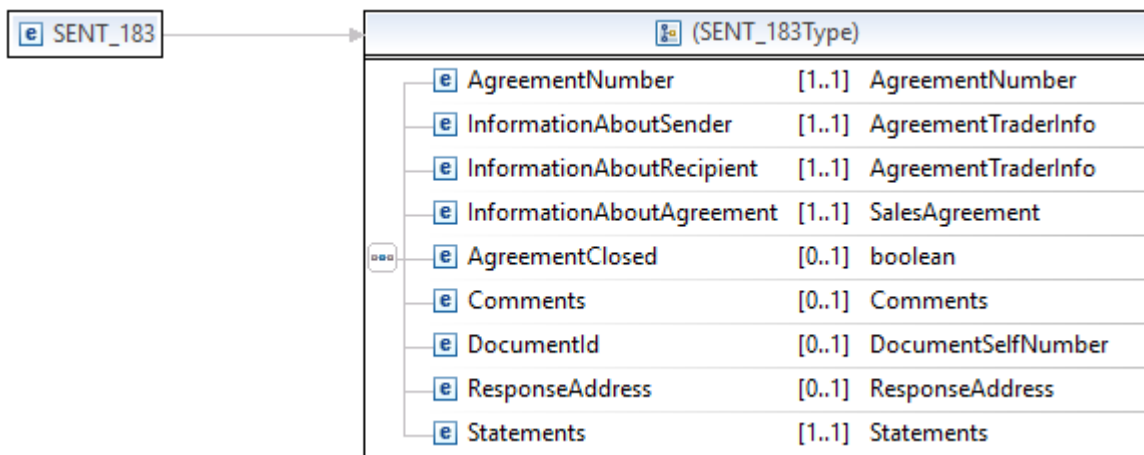 e SENT_183
(SENT_183Type)
e AgreementNumber [1..1] AgreementNumber
e InformationAboutSender [1..1] AgreementTraderInfo
e InformationAboutRecipient [1..1] AgreementTraderInfo
e InformationAboutAgreement [1..1] SalesAgreement
e AgreementClosed [0..1] boolean
e Comments [0..1] Comments
e DocumentId [0..1] DocumentSelfNumber
e ResponseAddress [0..1] ResponseAddress
e Statements [1..1] Statements